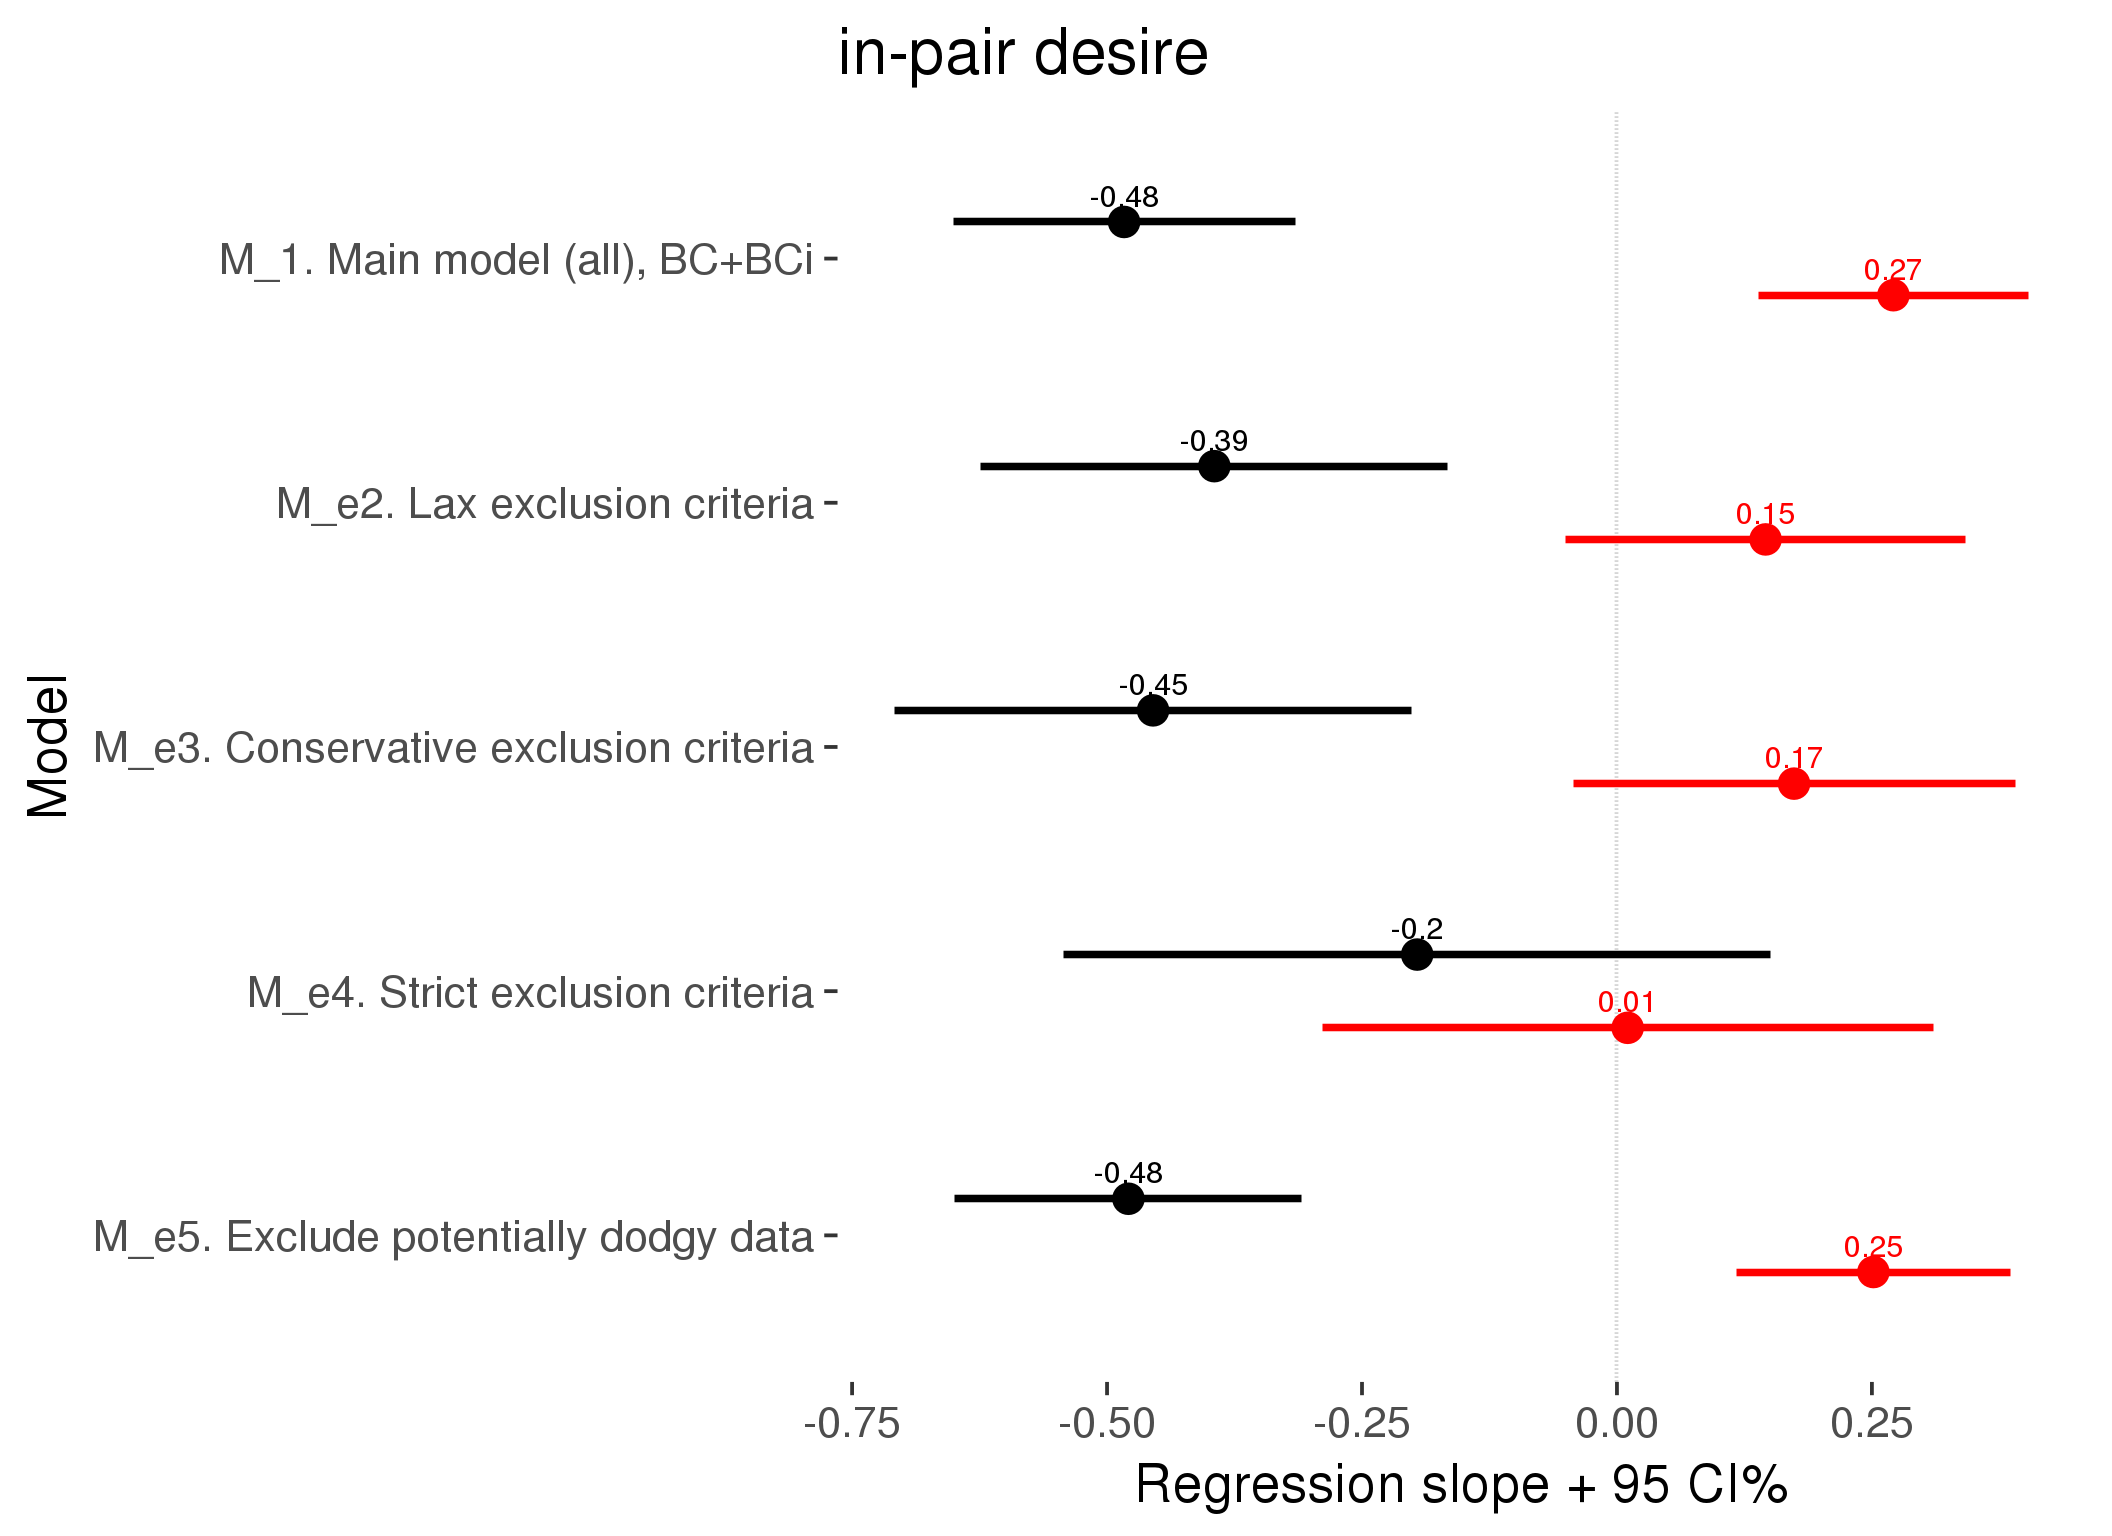 in-pair desire
-0.48
M_1. Main model (all), BC+BCi
0.27
-0.39
M_e2. Lax exclusion criteria
0.15
-0.45
M_e3. Conservative exclusion criteria
0.17
Model
-0.2
M_e4. Strict exclusion criteria
0.01
-0.48
M_e5. Exclude potentially dodgy data
0.25
-0.75 -0.50 -0.25 0.00 0.25
Regression slope + 95 CI%